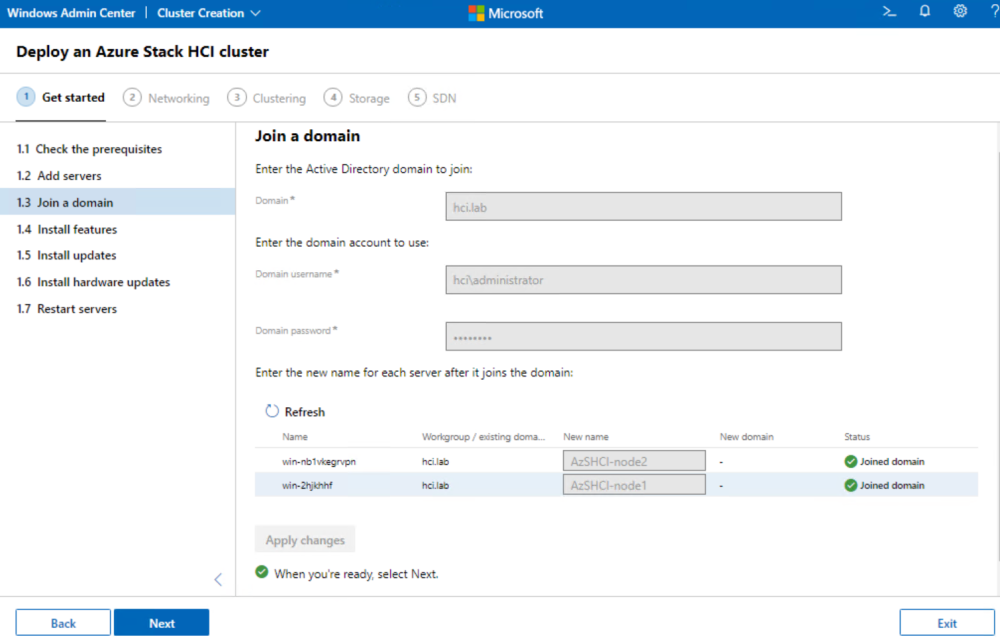 Windows Admin Center | Cluster Creation Microsoft ?
Deploy an Azure Stack HCI cluster
1 Get started 2 Networking 3 Clustering 4 Storage 5 SDN
1.1 Check the prerequisites
1.2 Add servers
1.3 Join a domain
1.4 Install features
1.5 Install updates
1.6 Install hardware updates
1.7 Restart servers
Join a domain
Enter the Active Directory domain to join:
Domain * hci.lab
Enter the domain account to use:
Domain username * hci\administrator
Domain password * ••••••••
Enter the new name for each server after it joins the domain:
Refresh
Name Workgroup / existing doma... New name New domain Status
win-nb1vkegrvpn hci.lab AzSHCI-node2 - Joined domain
win-2hjkhhf hci.lab AzSHCI-node1 - Joined domain
Apply changes
When you're ready, select Next.
Back Next Exit